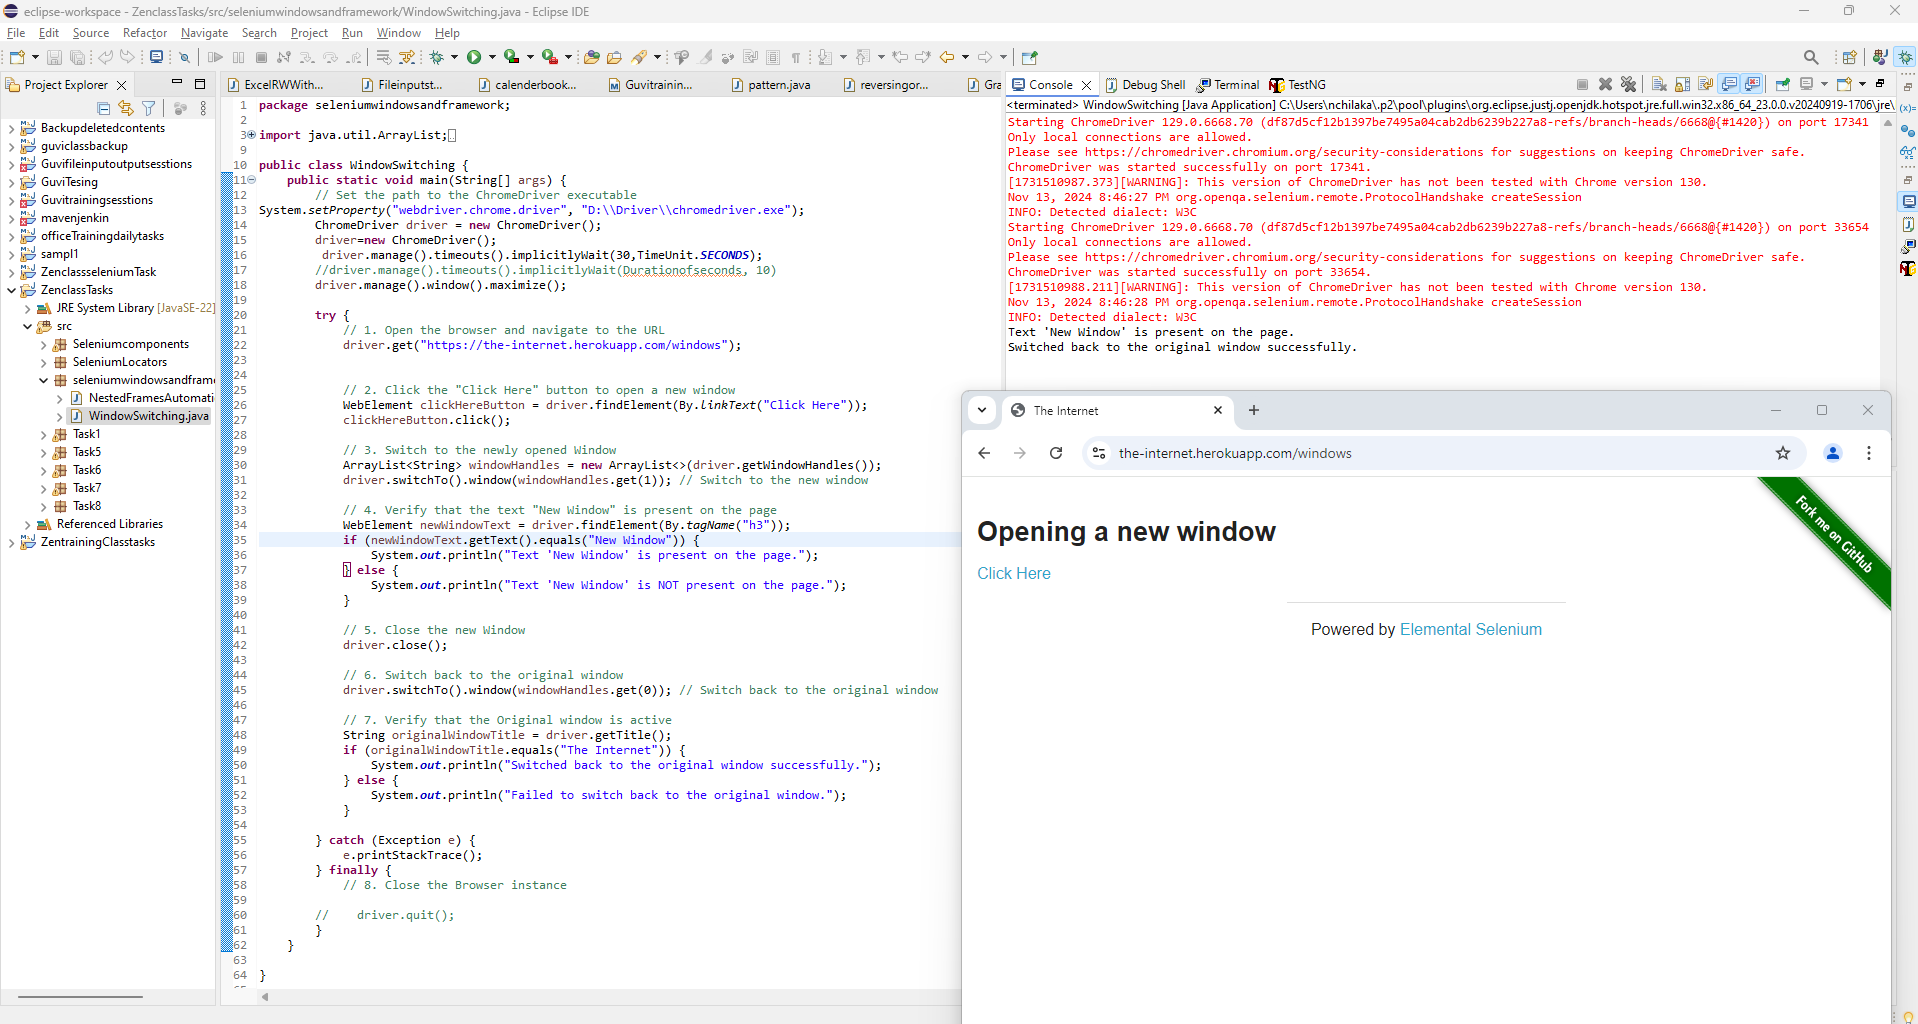 eclipse-workspace - ZenclassTasks/src/seleniumwindowsandframework/WindowSwitching.java - Eclipse IDE
File Edit Source Refactor Navigate Search Project Run Window Help
Project Explorer
Backupdeletedcontents
guviclassbackup
Guvifileinputoutputsesstions
GuviTesing
Guvitrainingsesstions
mavenjenkin
officeTrainingdailytasks
sampl1
ZenclassseleniumTask
ZenclassTasks
JRE System Library [JavaSE-22]
src
Seleniumcomponents
SeleniumLocators
seleniumwindowsandfram
NestedFramesAutomati
WindowSwitching.java
Task1
Task5
Task6
Task7
Task8
Referenced Libraries
ZentrainingClasstasks
ExcelRWWith... Fileinputstt... calenderbook... Guvitrainin... pattern.java reversingor... Gra
1 package seleniumwindowsandframework;
2
3 import java.util.ArrayList;
9
10 public class WindowSwitching {
11 public static void main(String[] args) {
12 // Set the path to the ChromeDriver executable
13 System.setProperty("webdriver.chrome.driver", "D:\\Driver\\chromedriver.exe");
14 ChromeDriver driver = new ChromeDriver();
15 driver=new ChromeDriver();
16 driver.manage().timeouts().implicitlyWait(30,TimeUnit.SECONDS);
17 //driver.manage().timeouts().implicitlyWait(Durationofseconds, 10)
18 driver.manage().window().maximize();
19
20 try {
21 // 1. Open the browser and navigate to the URL
22 driver.get("https://the-internet.herokuapp.com/windows");
23
24
25 // 2. Click the "Click Here" button to open a new window
26 WebElement clickHereButton = driver.findElement(By.linkText("Click Here"));
27 clickHereButton.click();
28
29 // 3. Switch to the newly opened Window
30 ArrayList<String> windowHandles = new ArrayList<>(driver.getWindowHandles());
31 driver.switchTo().window(windowHandles.get(1)); // Switch to the new window
32
33 // 4. Verify that the text "New Window" is present on the page
34 WebElement newWindowText = driver.findElement(By.tagName("h3"));
35 if (newWindowText.getText().equals("New Window")) {
36 System.out.println("Text 'New Window' is present on the page.");
37 } else {
38 System.out.println("Text 'New Window' is NOT present on the page.");
39 }
40
41 // 5. Close the new Window
42 driver.close();
43
44 // 6. Switch back to the original window
45 driver.switchTo().window(windowHandles.get(0)); // Switch back to the original window
46
47 // 7. Verify that the Original window is active
48 String originalWindowTitle = driver.getTitle();
49 if (originalWindowTitle.equals("The Internet")) {
50 System.out.println("Switched back to the original window successfully.");
51 } else {
52 System.out.println("Failed to switch back to the original window.");
53 }
54
55 } catch (Exception e) {
56 e.printStackTrace();
57 } finally {
58 // 8. Close the Browser instance
59
60 // driver.quit();
61 }
62 }
63
64 }
Console Debug Shell Terminal TestNG
<terminated> WindowSwitching [Java Application] C:\Users\nchilaka\.p2\pool\plugins\org.eclipse.justj.openjdk.hotspot.jre.full.win32.x86_64_23.0.0.v20240919-1706\jre\
Starting ChromeDriver 129.0.6668.70 (df87d5cf12b1397be7495a04cab2db6239b227a8-refs/branch-heads/6668@{#1420}) on port 17341
Only local connections are allowed.
Please see https://chromedriver.chromium.org/security-considerations for suggestions on keeping ChromeDriver safe.
ChromeDriver was started successfully on port 17341.
[1731510987.373][WARNING]: This version of ChromeDriver has not been tested with Chrome version 130.
Nov 13, 2024 8:46:27 PM org.openqa.selenium.remote.ProtocolHandshake createSession
INFO: Detected dialect: W3C
Starting ChromeDriver 129.0.6668.70 (df87d5cf12b1397be7495a04cab2db6239b227a8-refs/branch-heads/6668@{#1420}) on port 33654
Only local connections are allowed.
Please see https://chromedriver.chromium.org/security-considerations for suggestions on keeping ChromeDriver safe.
ChromeDriver was started successfully on port 33654.
[1731510988.211][WARNING]: This version of ChromeDriver has not been tested with Chrome version 130.
Nov 13, 2024 8:46:28 PM org.openqa.selenium.remote.ProtocolHandshake createSession
INFO: Detected dialect: W3C
Text 'New Window' is present on the page.
Switched back to the original window successfully.
The Internet
the-internet.herokuapp.com/windows
Fork me on GitHub
Opening a new window
Click Here
Powered by Elemental Selenium